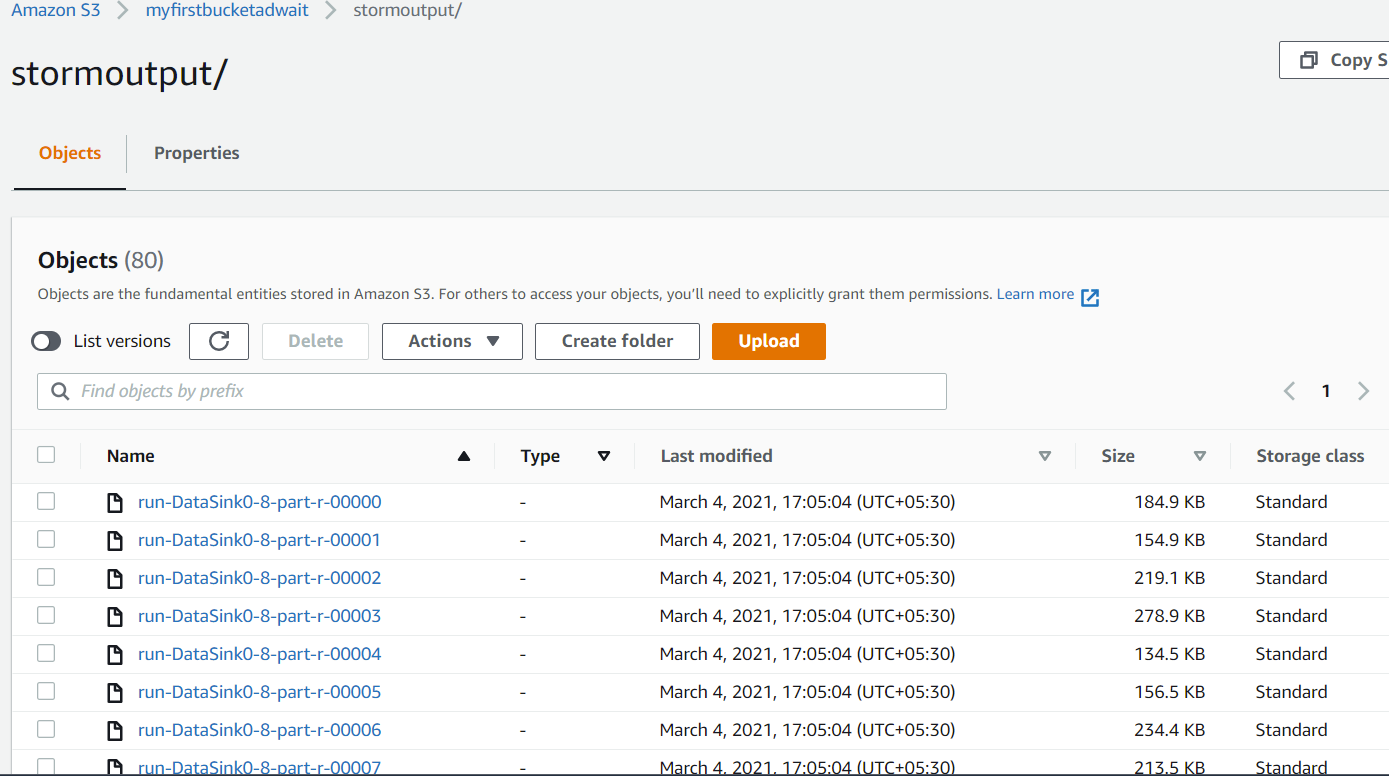 Amazon S3 > myfirstbucketadwait > stormoutput/
stormoutput/
Copy S
Objects Properties
Objects (80)
Objects are the fundamental entities stored in Amazon S3. For others to access your objects, you'll need to explicitly grant them permissions. Learn more
List versions Delete Actions Create folder Upload
Find objects by prefix 1
Name Type Last modified Size Storage class
run-DataSink0-8-part-r-00000 - March 4, 2021, 17:05:04 (UTC+05:30) 184.9 KB Standard
run-DataSink0-8-part-r-00001 - March 4, 2021, 17:05:04 (UTC+05:30) 154.9 KB Standard
run-DataSink0-8-part-r-00002 - March 4, 2021, 17:05:04 (UTC+05:30) 219.1 KB Standard
run-DataSink0-8-part-r-00003 - March 4, 2021, 17:05:04 (UTC+05:30) 278.9 KB Standard
run-DataSink0-8-part-r-00004 - March 4, 2021, 17:05:04 (UTC+05:30) 134.5 KB Standard
run-DataSink0-8-part-r-00005 - March 4, 2021, 17:05:04 (UTC+05:30) 156.5 KB Standard
run-DataSink0-8-part-r-00006 - March 4, 2021, 17:05:04 (UTC+05:30) 234.4 KB Standard
run-DataSink0-8-part-r-00007 - March 4, 2021, 17:05:04 (UTC+05:30) 213.5 KB Standard